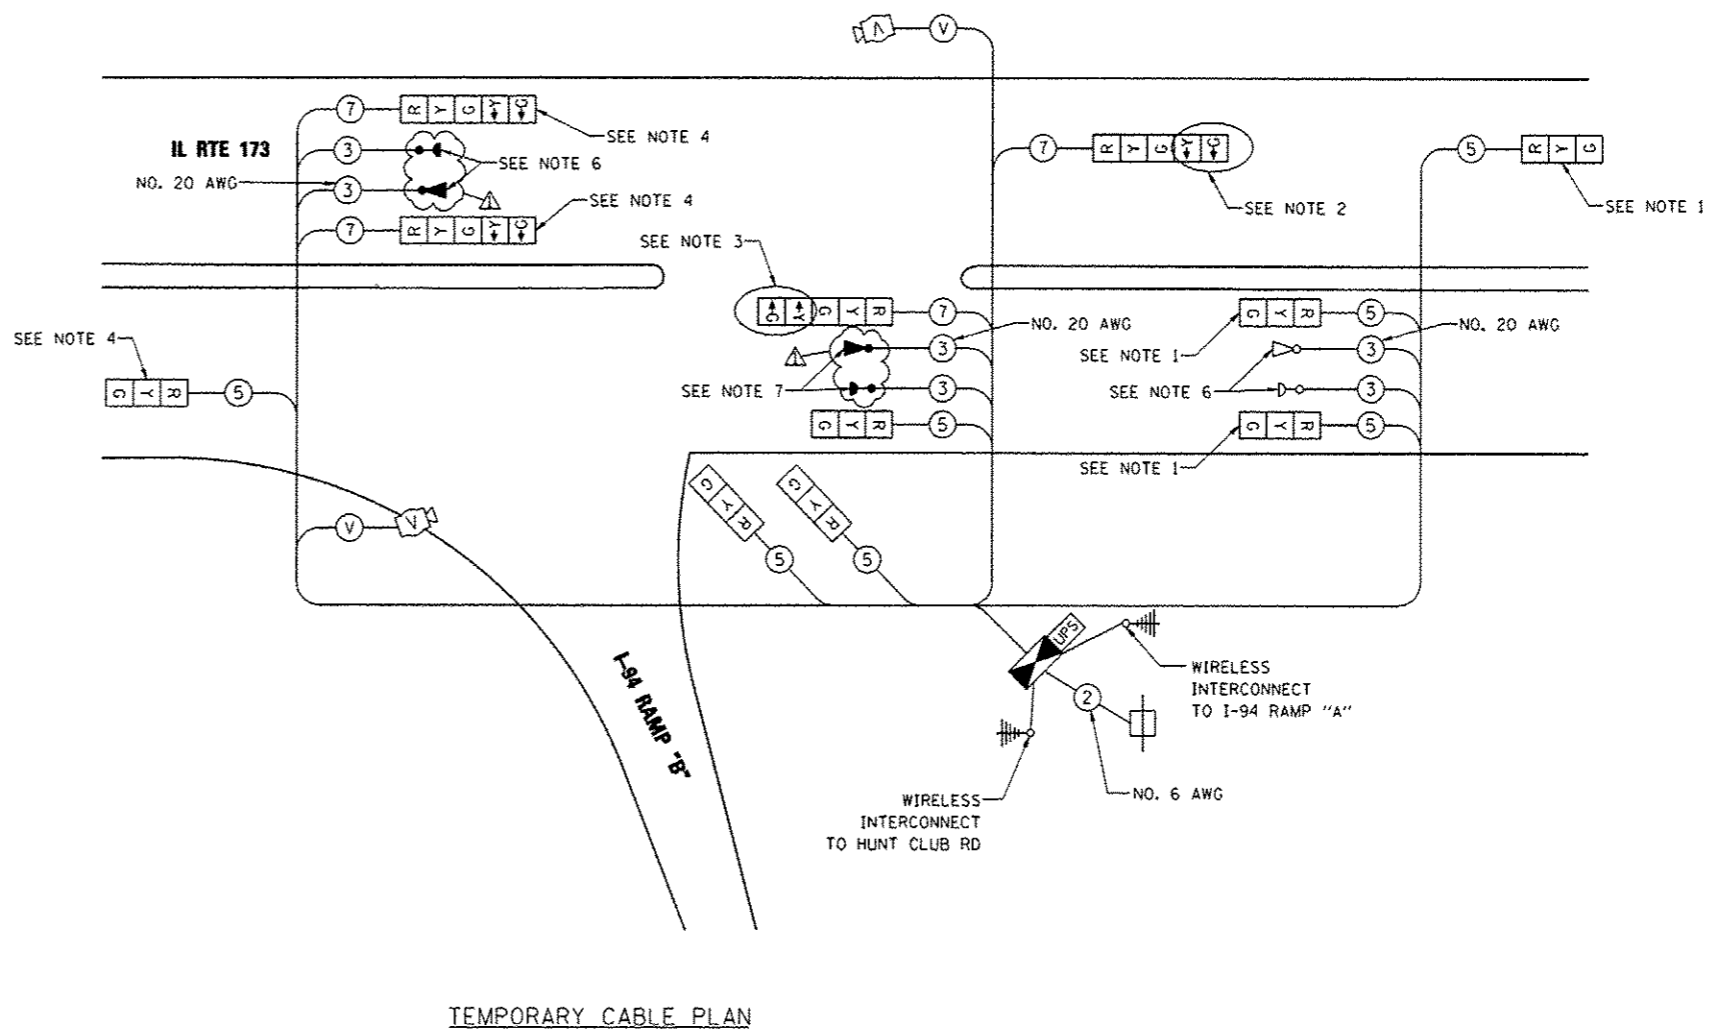 V
V
7
R Y G Y G
SEE NOTE 4
IL RTE 173
3
SEE NOTE 6
NO. 20 AWG
3
1
7
R Y G Y G
SEE NOTE 4
7
R Y G Y G
SEE NOTE 2
5
R Y G
SEE NOTE 1
SEE NOTE 3
G Y G Y R
7
NO. 20 AWG
1
3
SEE NOTE 7
3
G Y R
5
G Y R
5
NO. 20 AWG
SEE NOTE 1
3
SEE NOTE 6
3
G Y R
5
SEE NOTE 1
SEE NOTE 4
G Y R
5
V
V
G Y R
5
G Y R
5
UPS
WIRELESS
INTERCONNECT
TO I-94 RAMP "A"
2
NO. 6 AWG
WIRELESS
INTERCONNECT
TO HUNT CLUB RD
I-94 RAMP "B"
TEMPORARY CABLE PLAN